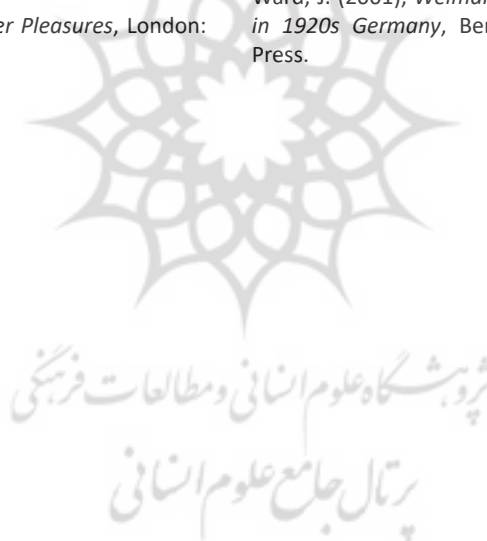 er Pleasures, London:
Ward, J. (2001), Weimar
in 1920s Germany, Ber
Press.
پژوهشگاه علوم انسانی و مطالعات فرهنگی
پرتال جامع علوم انسانی